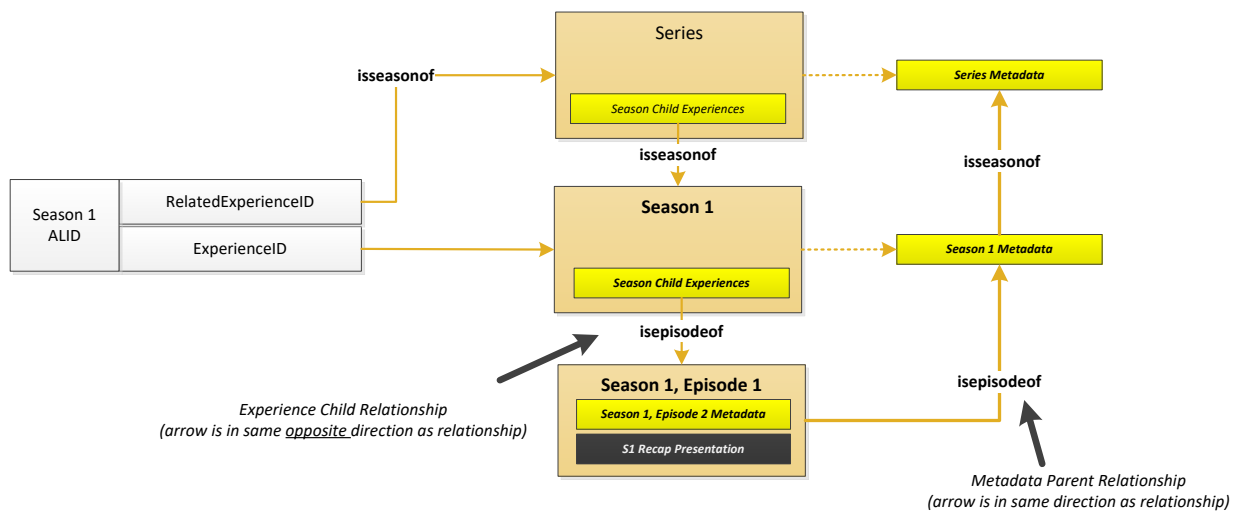 Series
isseasonof
Series Metadata
Season Child Experiences
isseasonof
isseasonof
Season 1
ALID
RelatedExperienceID
ExperienceID
Season 1
Season 1 Metadata
Season Child Experiences
isepisodeof
Season 1, Episode 1
isepisodeof
Season 1, Episode 2 Metadata
S1 Recap Presentation
Experience Child Relationship
(arrow is in same opposite direction as relationship)
Metadata Parent Relationship
(arrow is in same direction as relationship)